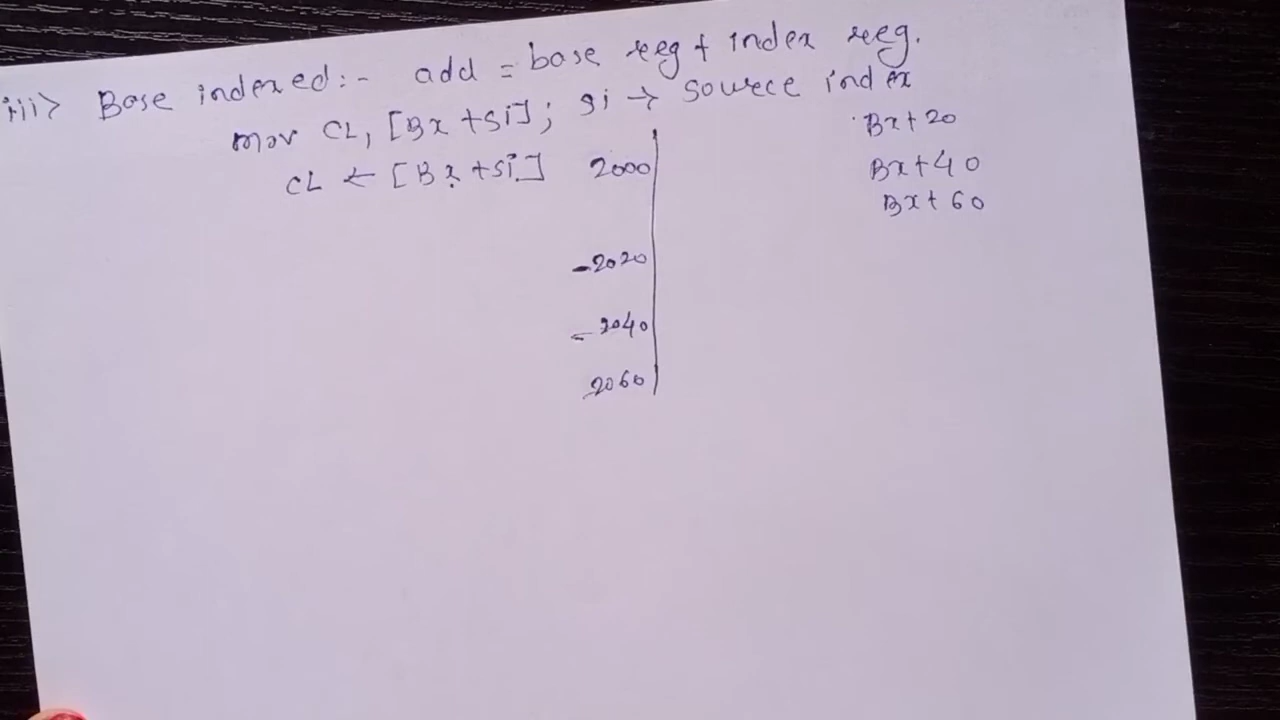 iii> Base indexed:- add = base reg + index reg.
mov CL, [Bx + Si]; Si → Source index
CL ← [Bx + Si]
2000
-2020
-2040
2060
Bx + 20
Bx + 40
Bx + 60